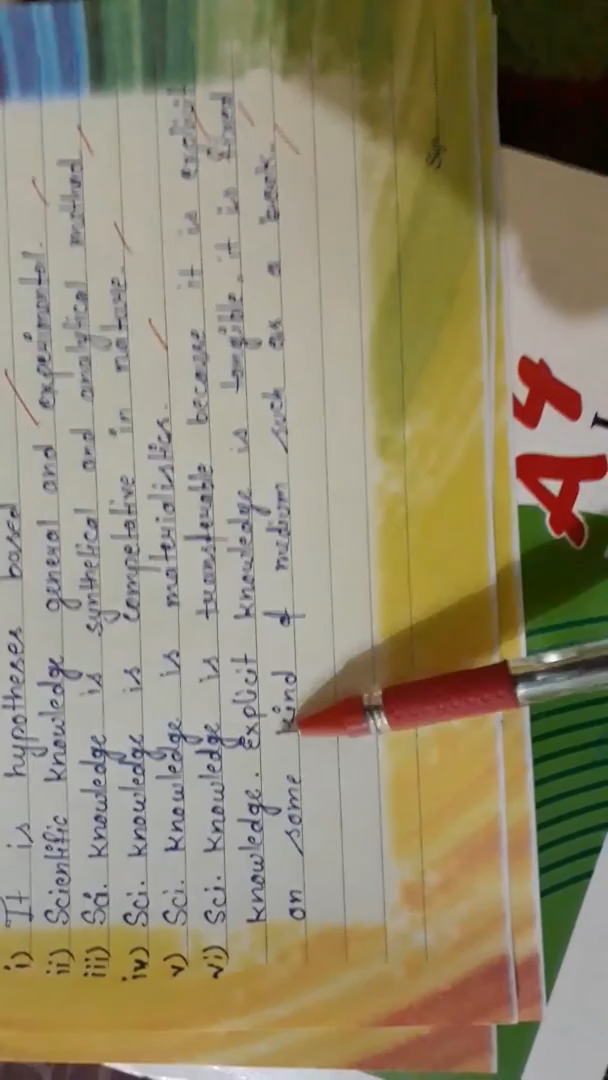 i) It is hypotheses based
ii) Scientific knowledge general and experimental.
iii) Sci. knowledge is synthetical and analytical method
iv) Sci. knowledge is competative in nature.
v) Sci. knowledge is materialistics.
vi) Sci. knowledge is transferable because it is explicit
knowledge. Explicit knowledge is tangible, it is
on some kind of medium such as a book.
Sign
A4